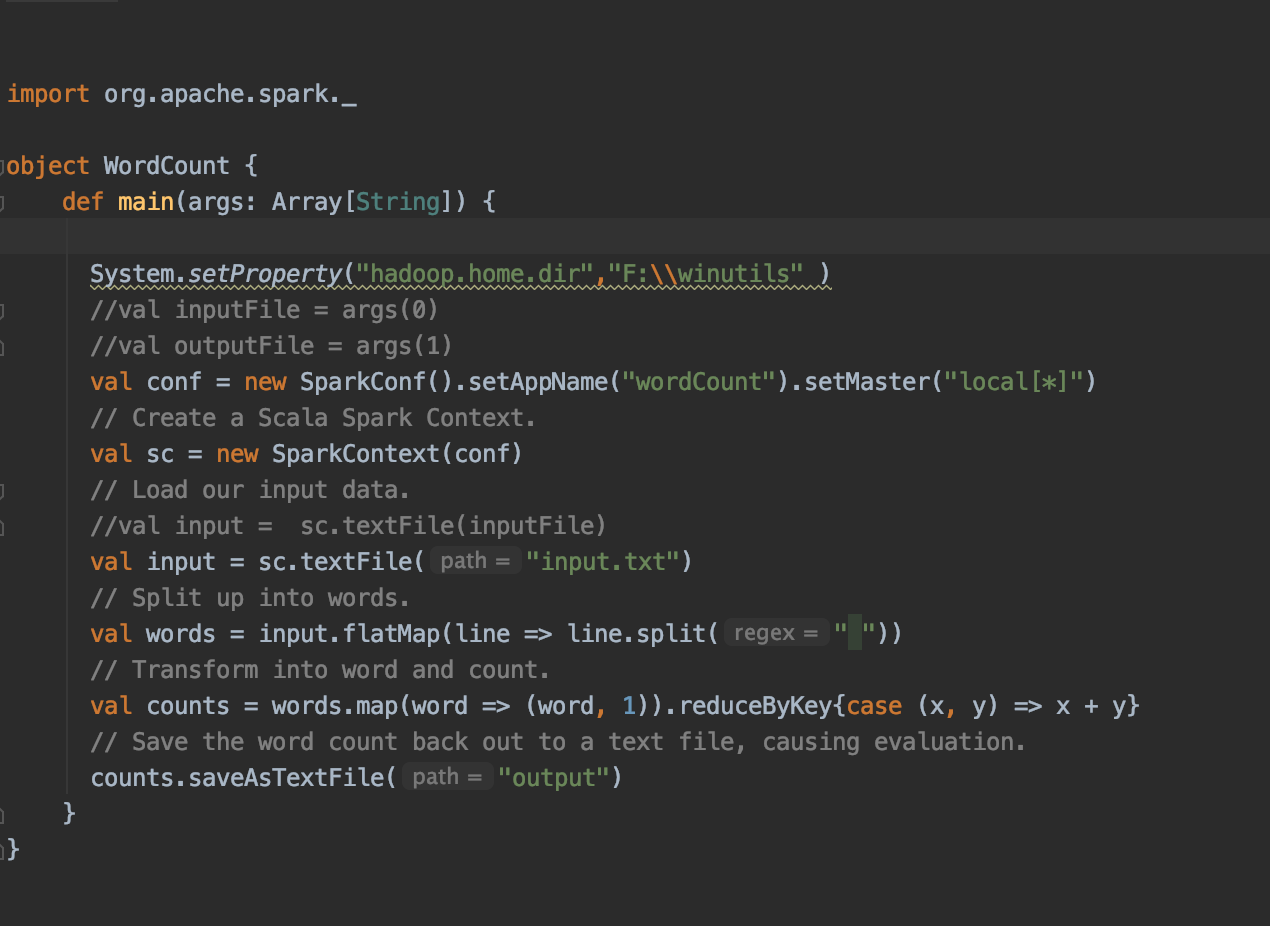 import org.apache.spark._
object WordCount {
def main(args: Array[String]) {
System.setProperty("hadoop.home.dir","F:\\winutils" )
//val inputFile = args(0)
//val outputFile = args(1)
val conf = new SparkConf().setAppName("wordCount").setMaster("local[*]")
// Create a Scala Spark Context.
val sc = new SparkContext(conf)
// Load our input data.
//val input =  sc.textFile(inputFile)
val input = sc.textFile( path = "input.txt")
// Split up into words.
val words = input.flatMap(line => line.split( regex = " "))
// Transform into word and count.
val counts = words.map(word => (word, 1)).reduceByKey{case (x, y) => x + y}
// Save the word count back out to a text file, causing evaluation.
counts.saveAsTextFile( path = "output")
}
}